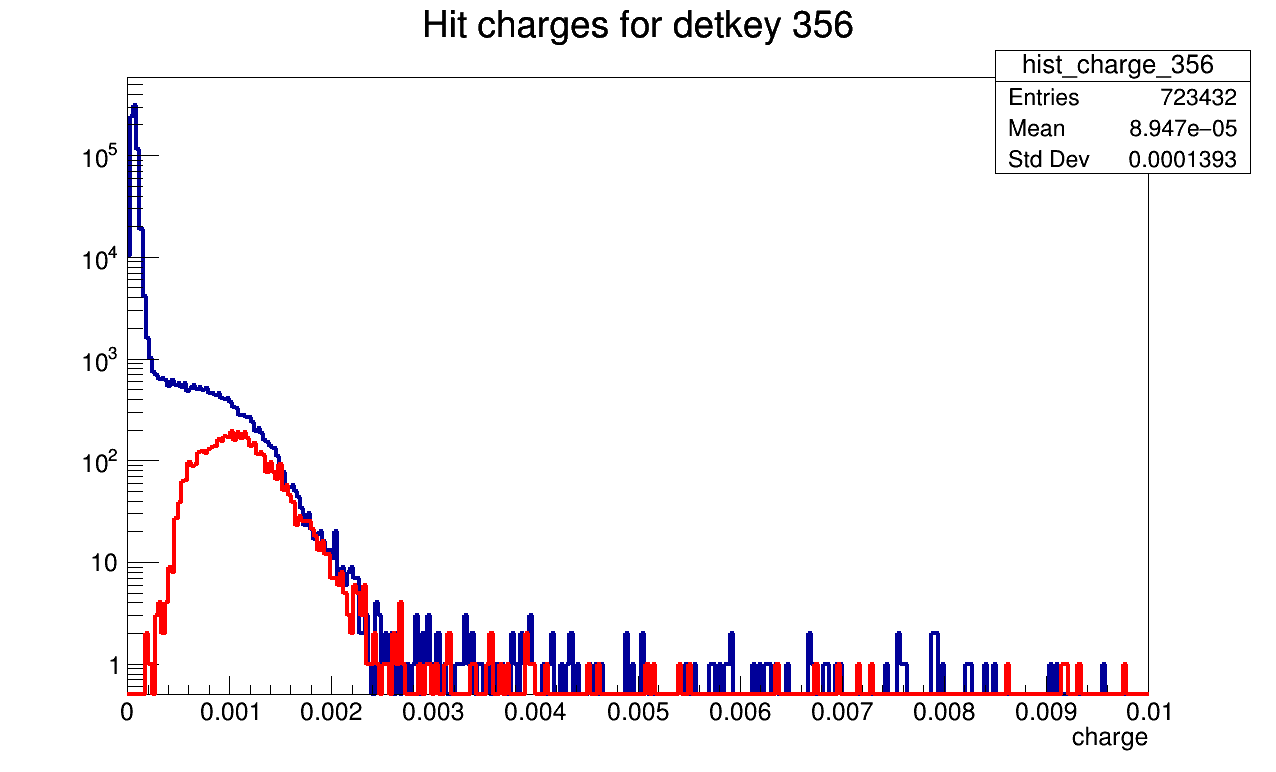 Hit charges for detkey 356
hist_charge_356
Entries 723432
Mean 8.947e−05
Std Dev 0.0001393
10^5
10^4
10^3
10^2
10
1
0 0.001 0.002 0.003 0.004 0.005 0.006 0.007 0.008 0.009 0.01
charge